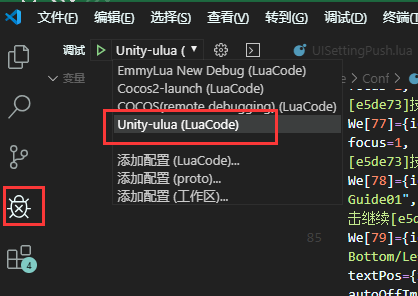 文件(F) 编辑(E) 选择(S) 查看(V) 转到(G) 调试(D) 终端(
调试 Unity-ulua (
UISettingPush.lua
变量
EmmyLua New Debug (LuaCode)
Cocos2-launch (LuaCode)
COCOS(remote debugging) (LuaCode)
Unity-ulua (LuaCode)
添加配置 (LuaCode)...
添加配置 (proto)...
添加配置 (工作区)...
Conf >
[e5de73]技
We[77]={i
focus=1,
[e5de73]技
We[78]={i
Guide01",
击继续[e5de
85
We[79]={i
Bottom/Le
textPos={
autoOffIm